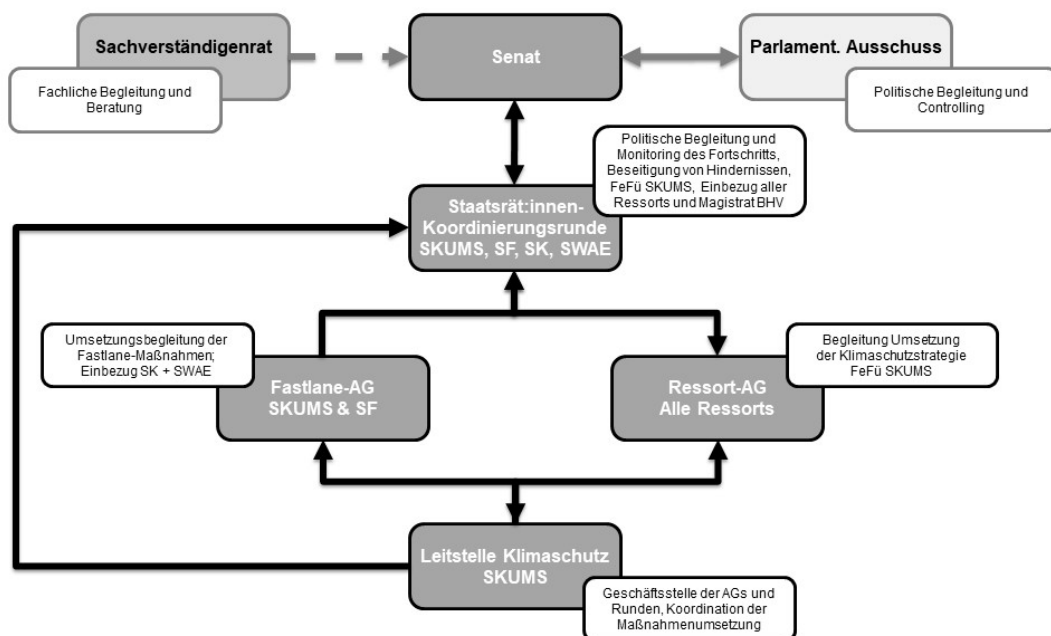 Sachverständigenrat
Fachliche Begleitung und
Beratung
Senat
Parlament. Ausschuss
Politische Begleitung und
Controlling
Politische Begleitung und
Monitoring des Fortschritts,
Beseitigung von Hindernissen,
FeFü SKUMS, Einbezug aller
Ressorts und Magistrat BHV
Staatsrät:innen-
Koordinierungsrunde
SKUMS, SF, SK, SWAE
Umsetzungsbegleitung der
Fastlane-Maßnahmen;
Einbezug SK + SWAE
Fastlane-AG
SKUMS & SF
Begleitung Umsetzung
der Klimaschutzstrategie
FeFü SKUMS
Ressort-AG
Alle Ressorts
Leitstelle Klimaschutz
SKUMS
Geschäftsstelle der AGs und
Runden, Koordination der
Maßnahmenumsetzung